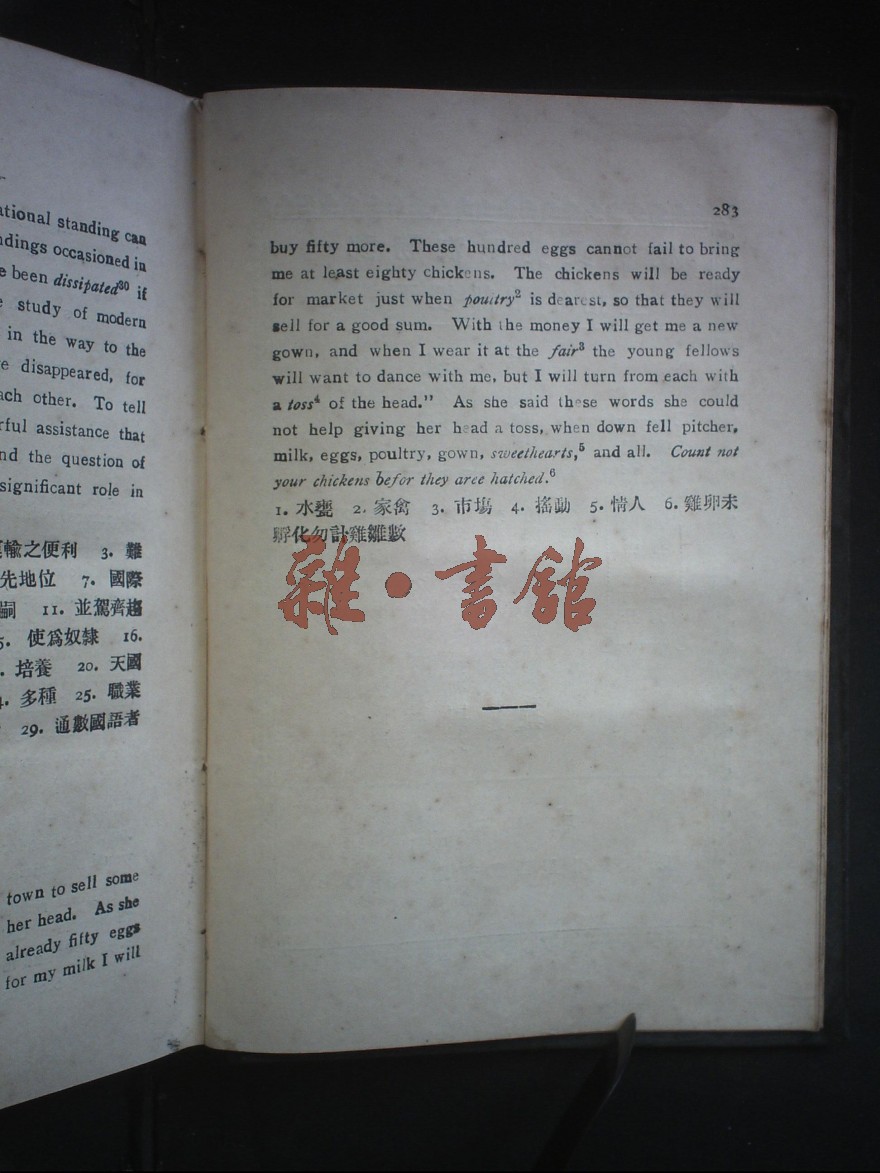 ational standing can
ndings occasioned in
e been dissipated³⁰ if
e study of modern
in the way to the
e disappeared, for
ach other. To tell
rful assistance that
nd the question of
significant role in
輸之便利 3. 難
先地位 7. 國際
嗣 11. 並駕齊趨
5. 使爲奴隸 16.
. 培養 20. 天國
4. 多種 25. 職業
29. 通數國語者
town to sell some
her head. As she
already fifty eggs
for my milk I will
283
buy fifty more. These hundred eggs cannot fail to bring
me at least eighty chickens. The chickens will be ready
for market just when poultry² is dearest, so that they will
sell for a good sum. With the money I will get me a new
gown, and when I wear it at the fair³ the young fellows
will want to dance with me, but I will turn from each with
a toss⁴ of the head." As she said these words she could
not help giving her head a toss, when down fell pitcher,
milk, eggs, poultry, gown, sweethearts,⁵ and all. Count not
your chickens befor they aree hatched.⁶
1. 水甕 2. 家禽 3. 市塲 4. 搖動 5. 情人 6. 雞卵未
孵化勿計雞雛數
雜·書館